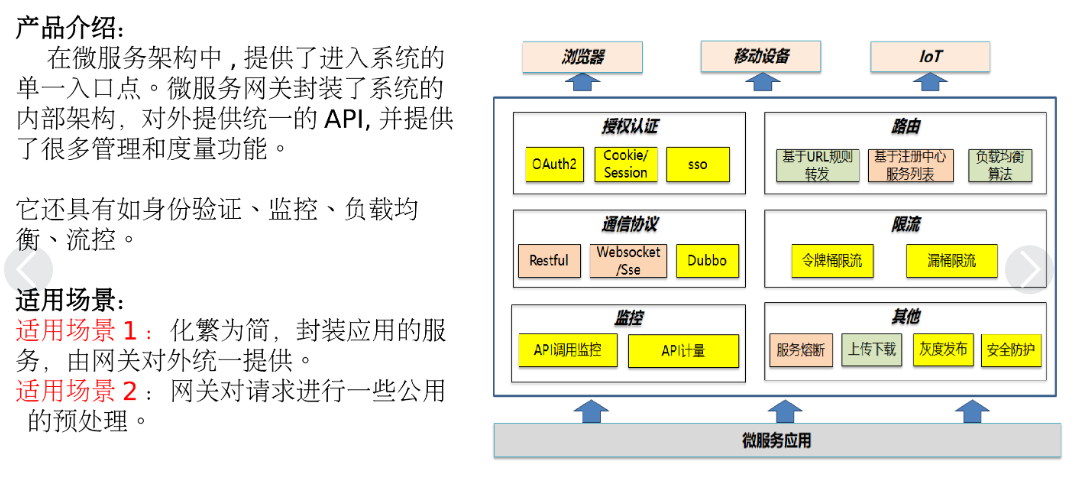 产品介绍：
在微服务架构中，提供了进入系统的
单一入口点。微服务网关封装了系统的
内部架构，对外提供统一的 API, 并提供
了很多管理和度量功能。
它还具有如身份验证、监控、负载均
衡、流控。
适用场景：
适用场景 1 ：化繁为简，封装应用的服
务，由网关对外统一提供。
适用场景 2 ：网关对请求进行一些公用
的预处理。
浏览器
移动设备
IoT
授权认证
OAuth2
Cookie/
Session
sso
路由
基于URL规则
转发
基于注册中心
服务列表
负载均衡
算法
通信协议
Restful
Websocket
/Sse
Dubbo
限流
令牌桶限流
漏桶限流
监控
API调用监控
API计量
其他
服务熔断
上传下载
灰度发布
安全防护
微服务应用